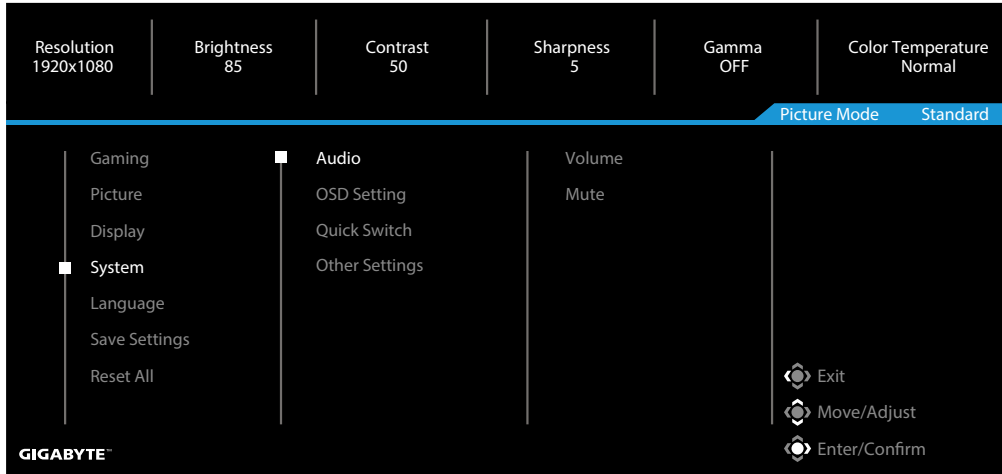 Resolution
1920x1080
Brightness
85
Contrast
50
Sharpness
5
Gamma
OFF
Color Temperature
Normal
Picture Mode Standard
Gaming
Picture
Display
System
Language
Save Settings
Reset All
Audio
OSD Setting
Quick Switch
Other Settings
Volume
Mute
Exit
Move/Adjust
Enter/Confirm
GIGABYTE™